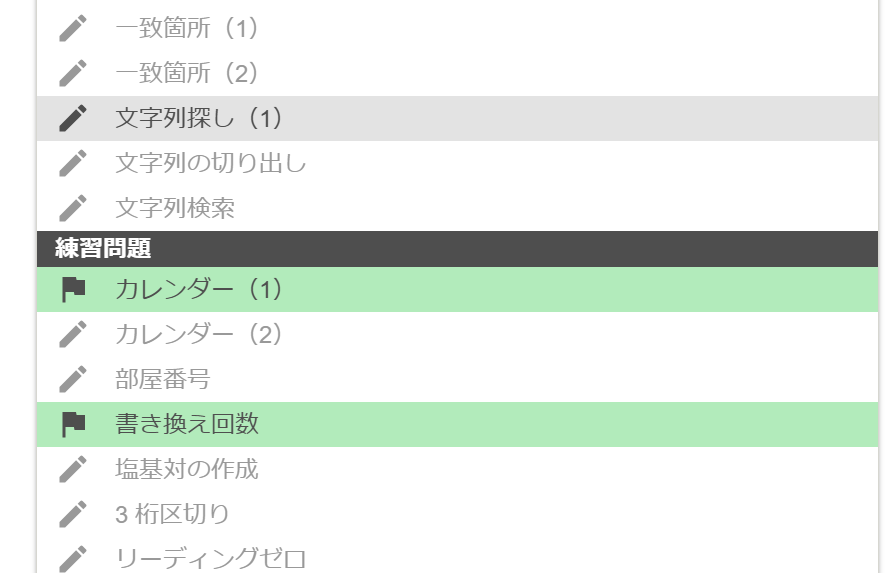 一致箇所（1）
一致箇所（2）
文字列探し（1）
文字列の切り出し
文字列検索
練習問題
カレンダー（1）
カレンダー（2）
部屋番号
書き換え回数
塩基対の作成
3 桁区切り
リーディングゼロ